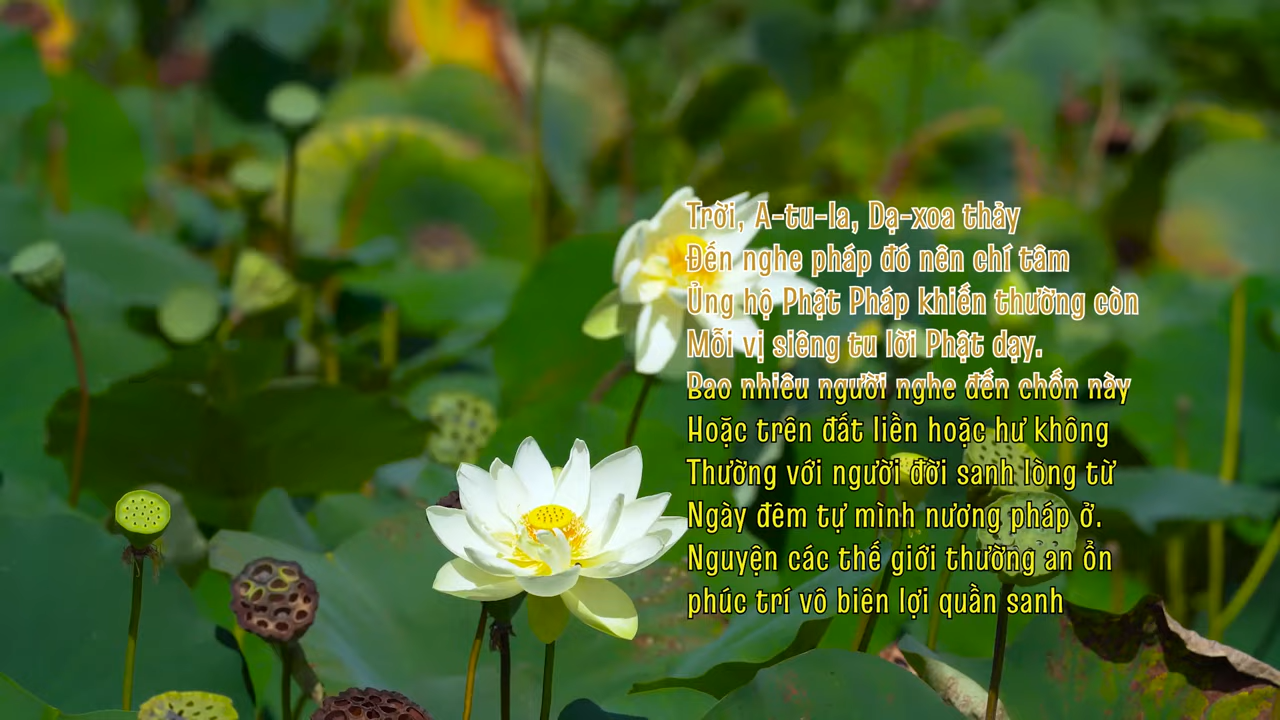 Trời, A-tu-la, Dạ-xoa thảy
Đến nghe pháp đó nên chí tâm
Ủng hộ Phật Pháp khiến thường còn
Mỗi vị siêng tu lời Phật dạy.
Bao nhiêu người nghe đến chốn này
Hoặc trên đất liền hoặc hư không
Thường với người đời sanh lòng từ
Ngày đêm tự mình nương pháp ở.
Nguyện các thế giới thường an ổn
phúc trí vô biên lợi quần sanh